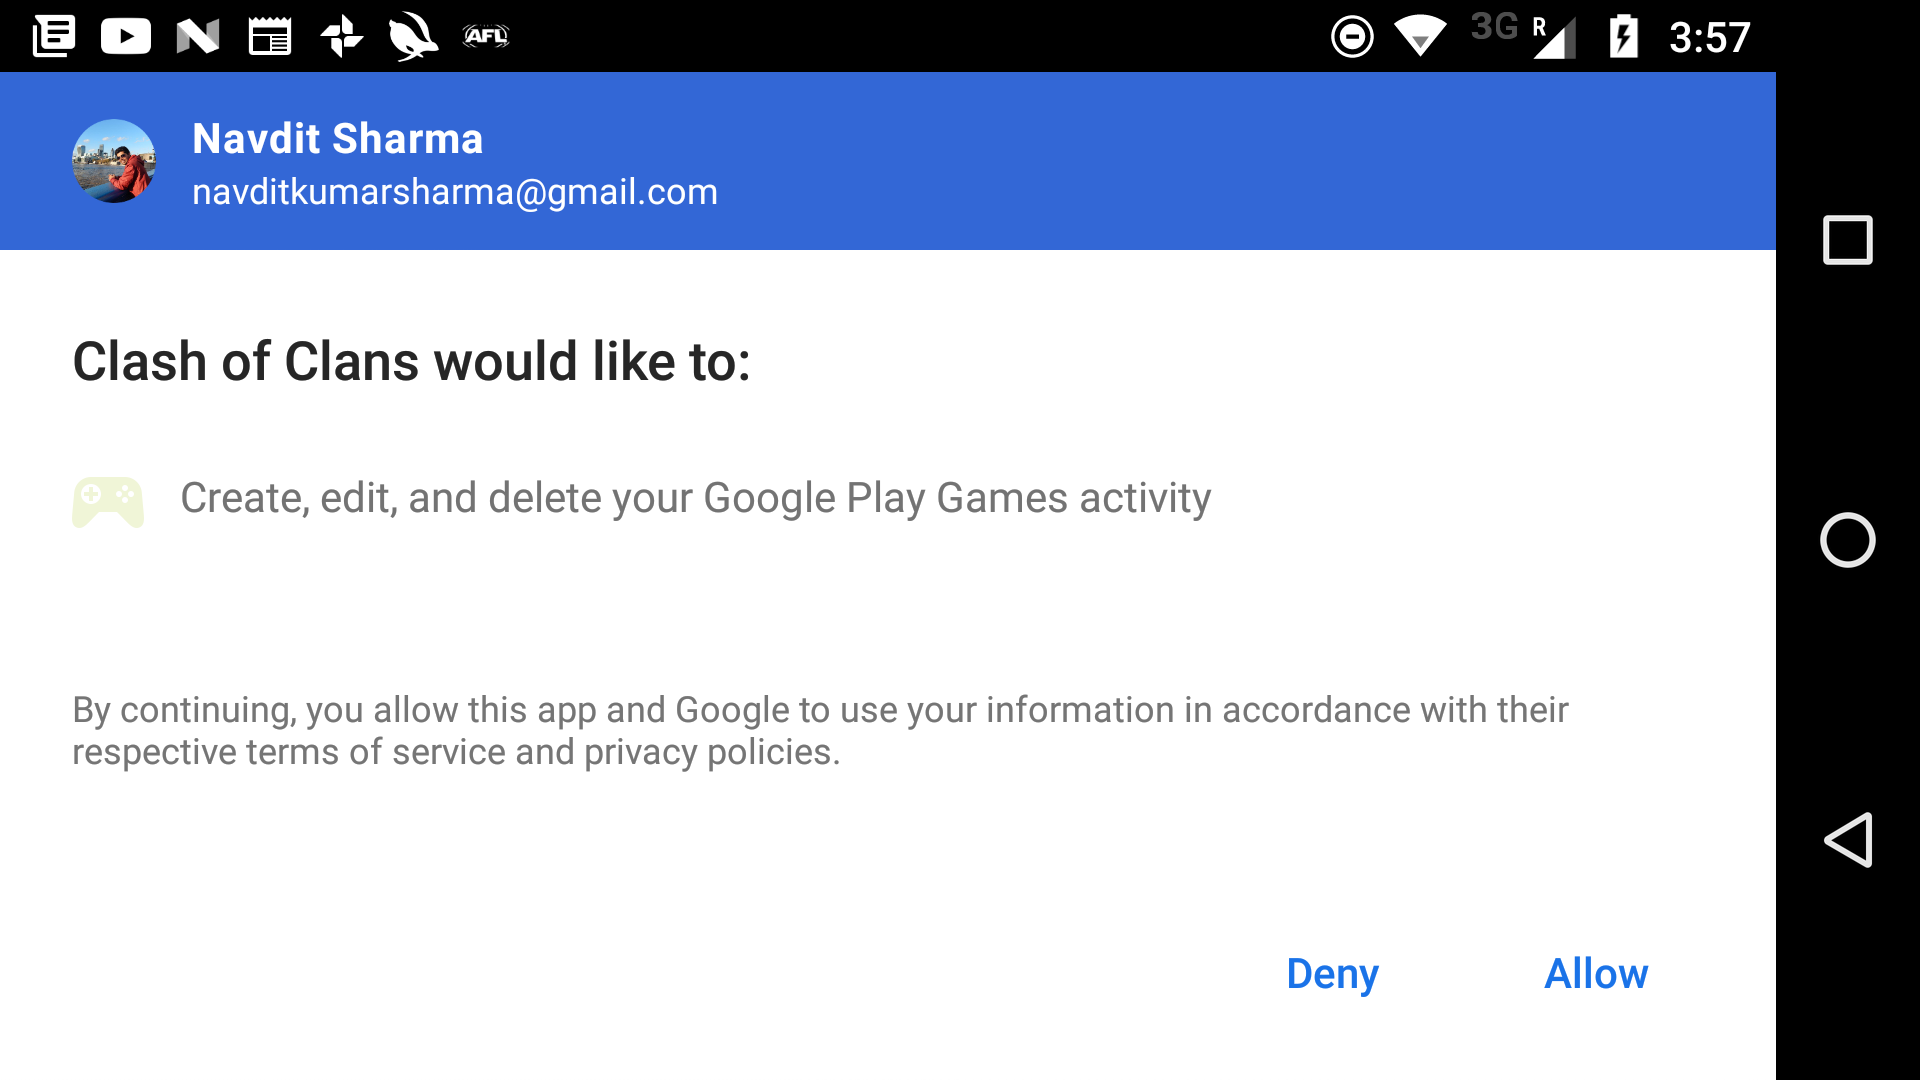 AFL 3G R 3:57
Navdit Sharma
navditkumarsharma@gmail.com
Clash of Clans would like to:
Create, edit, and delete your Google Play Games activity
By continuing, you allow this app and Google to use your information in accordance with their
respective terms of service and privacy policies.
Deny Allow